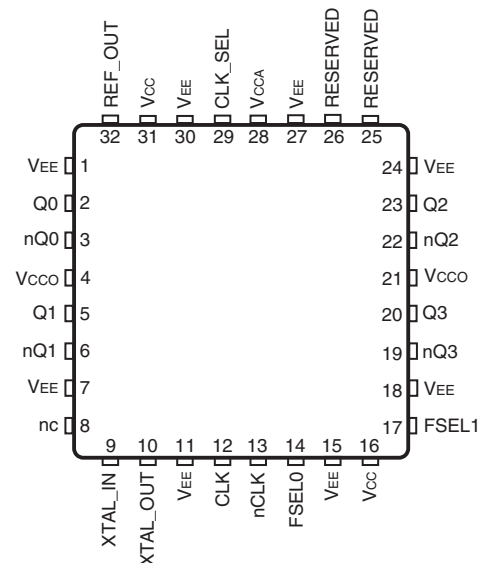 REF_OUT
VCC
VEE
CLK_SEL
VCCA
VEE
RESERVED
RESERVED
32 31 30 29 28 27 26 25
VEE 1
Q0 2
nQ0 3
VCCO 4
Q1 5
nQ1 6
VEE 7
nc 8
24 VEE
23 Q2
22 nQ2
21 VCCO
20 Q3
19 nQ3
18 VEE
17 FSEL1
9 10 11 12 13 14 15 16
XTAL_IN
XTAL_OUT
VEE
CLK
nCLK
FSEL0
VEE
VCC